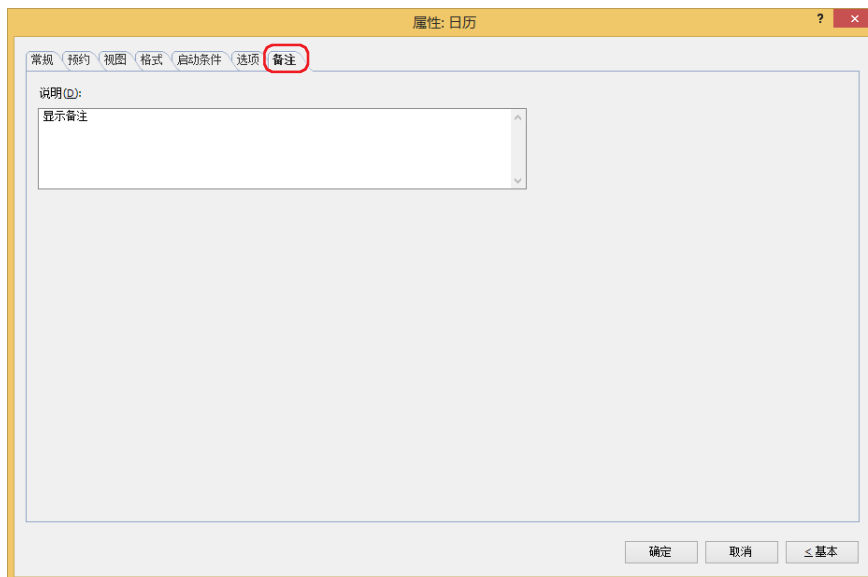 属性: 日历
? ×
常规 预约 视图 格式 启动条件 选项 备注
说明(D):
显示备注
确定 取消 < 基本